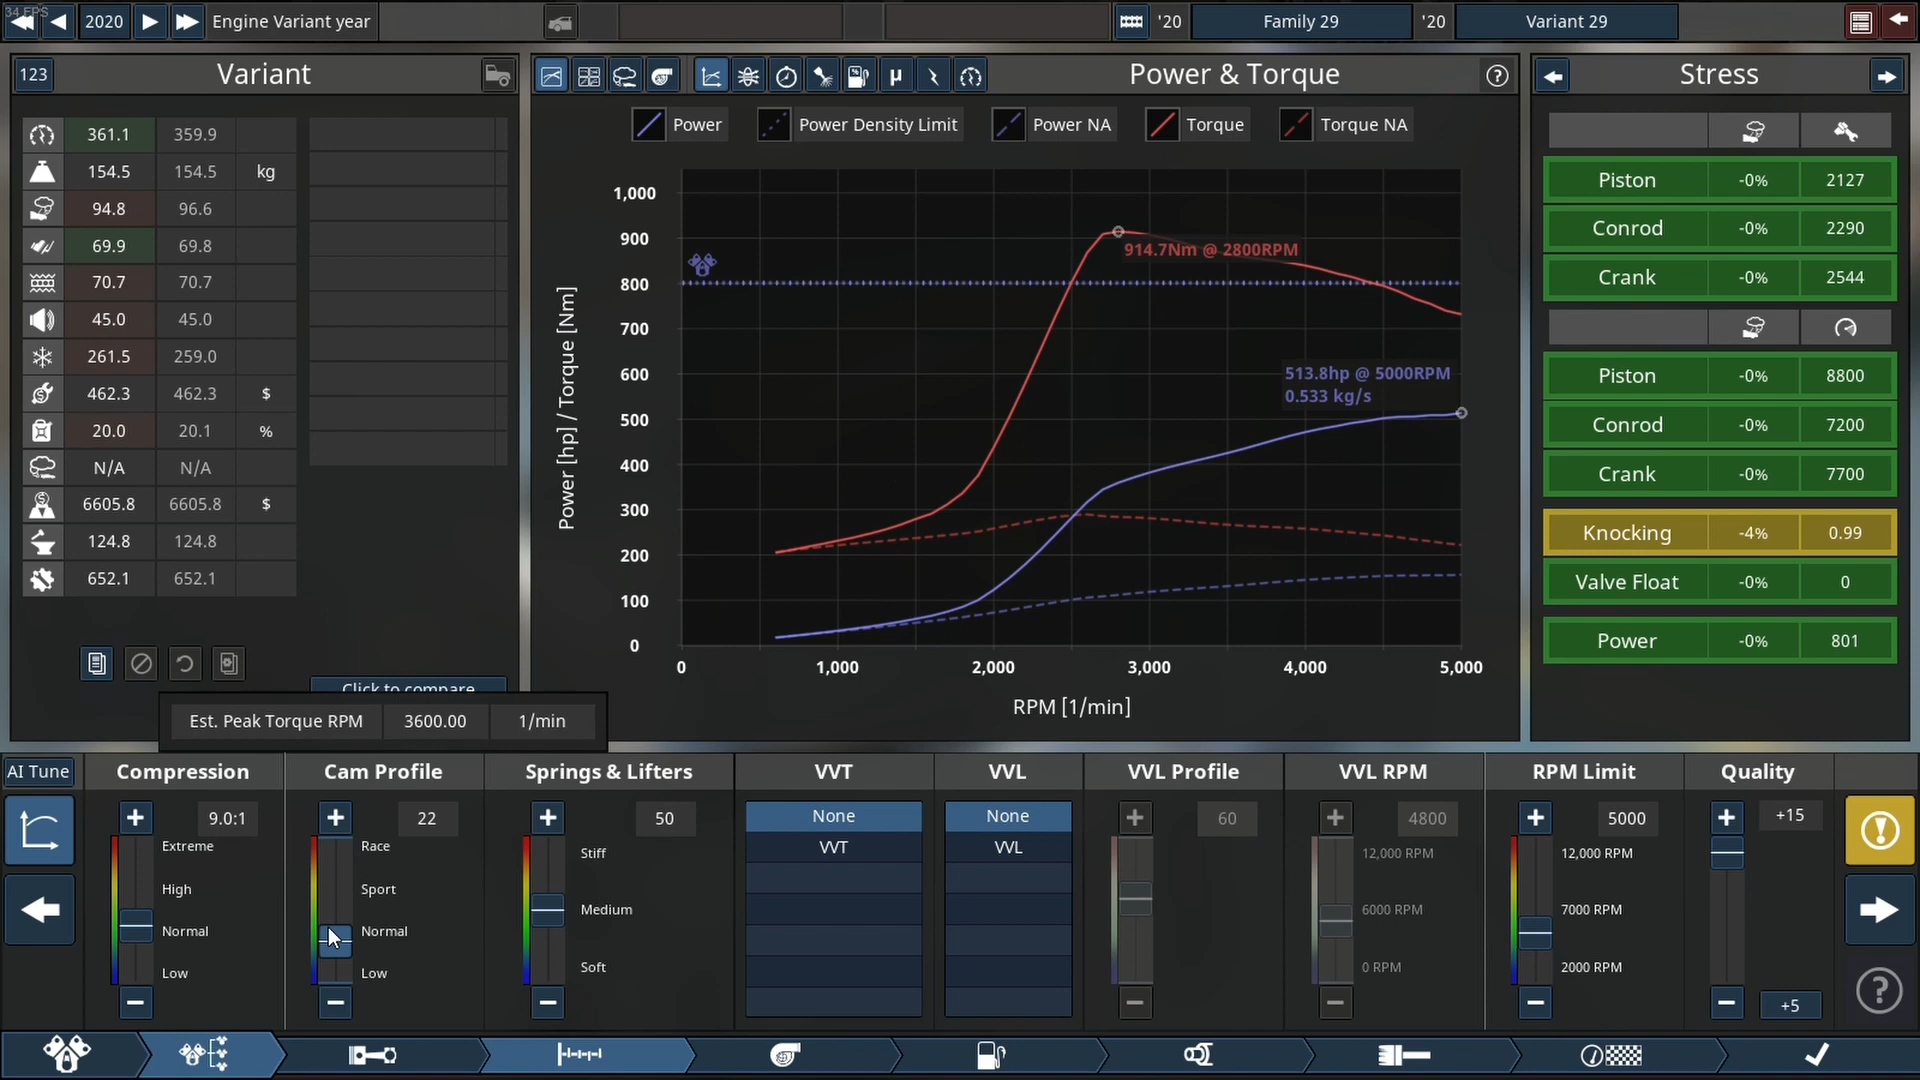 34 FPS
2020
Engine Variant year
'20
Family 29
'20
Variant 29
123
Variant
361.1 359.9
154.5 154.5 kg
94.8 96.6
69.9 69.8
70.7 70.7
45.0 45.0
261.5 259.0
462.3 462.3 $
20.0 20.1 %
N/A N/A
6605.8 6605.8 $
124.8 124.8
652.1 652.1
Click to compare
Est. Peak Torque RPM 3600.00 1/min
Power & Torque
Power
Power Density Limit
Power NA
Torque
Torque NA
Power [hp] / Torque [Nm]
1,000
900
800
700
600
500
400
300
200
100
0
914.7Nm @ 2800RPM
513.8hp @ 5000RPM
0.533 kg/s
0 1,000 2,000 3,000 4,000 5,000
RPM [1/min]
Stress
Piston -0% 2127
Conrod -0% 2290
Crank -0% 2544
Piston -0% 8800
Conrod -0% 7200
Crank -0% 7700
Knocking -4% 0.99
Valve Float -0% 0
Power -0% 801
AI Tune
Compression
9.0:1
Extreme
High
Normal
Low
Cam Profile
22
Race
Sport
Normal
Low
Springs & Lifters
50
Stiff
Medium
Soft
VVT
None
VVT
VVL
None
VVL
VVL Profile
60
VVL RPM
4800
12,000 RPM
6000 RPM
0 RPM
RPM Limit
5000
12,000 RPM
7000 RPM
2000 RPM
Quality
+15
+5